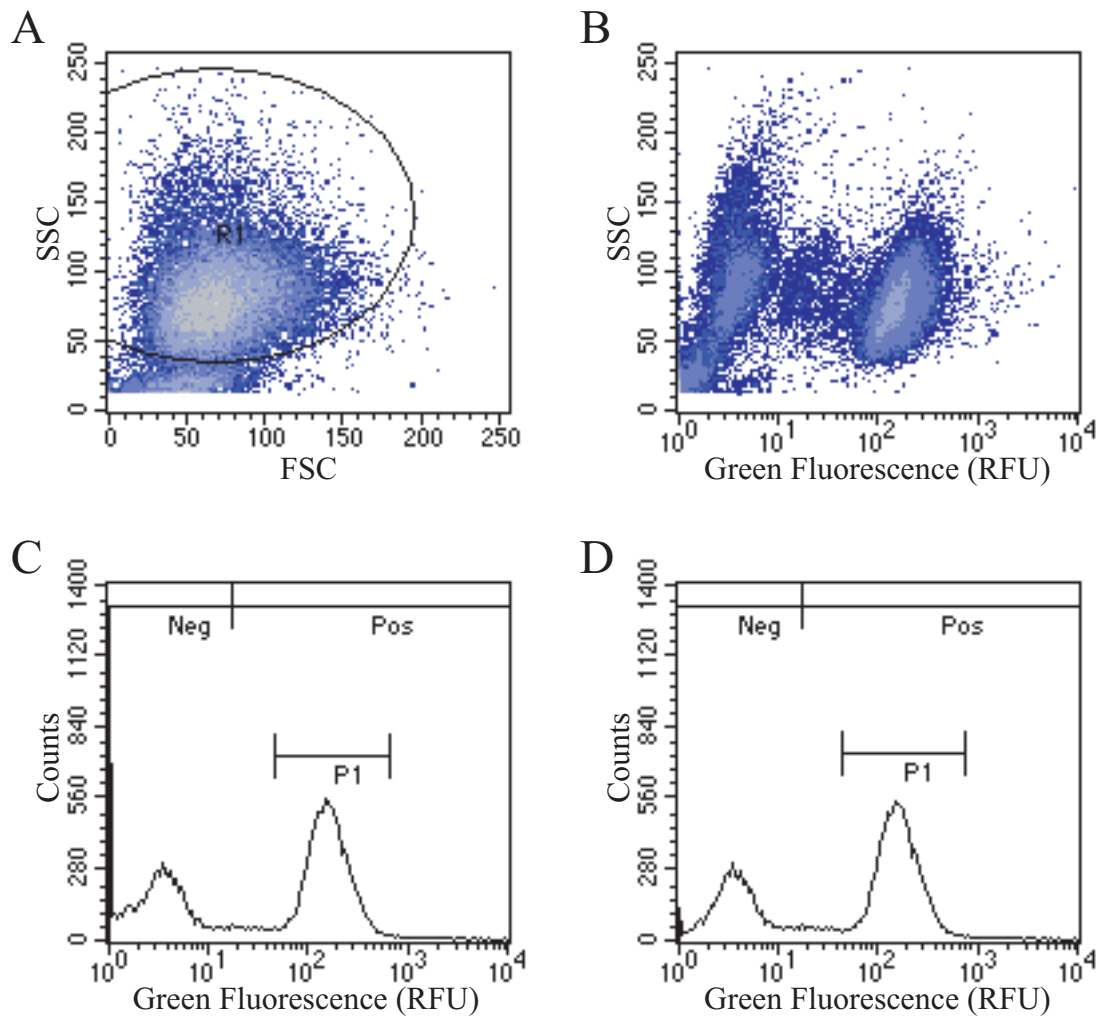 A
250
200
150
100
50
0
SSC
R1
0 50 100 150 200 250
FSC
B
250
200
150
100
50
0
SSC
10^0 10^1 10^2 10^3 10^4
Green Fluorescence (RFU)
C
1400
1120
840
560
280
0
Counts
Neg Pos
P1
10^0 10^1 10^2 10^3 10^4
Green Fluorescence (RFU)
D
1400
1120
840
560
280
0
Counts
Neg Pos
P1
10^0 10^1 10^2 10^3 10^4
Green Fluorescence (RFU)